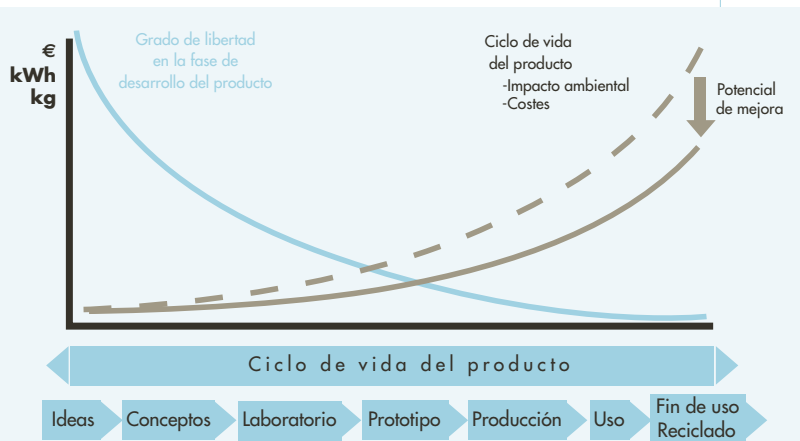 €
kWh
kg
Grado de libertad
en la fase de
desarrollo del producto
Ciclo de vida
del producto
-Impacto ambiental
-Costes
Potencial
de mejora
Ciclo de vida del producto
Ideas
Conceptos
Laboratorio
Prototipo
Producción
Uso
Fin de uso
Reciclado